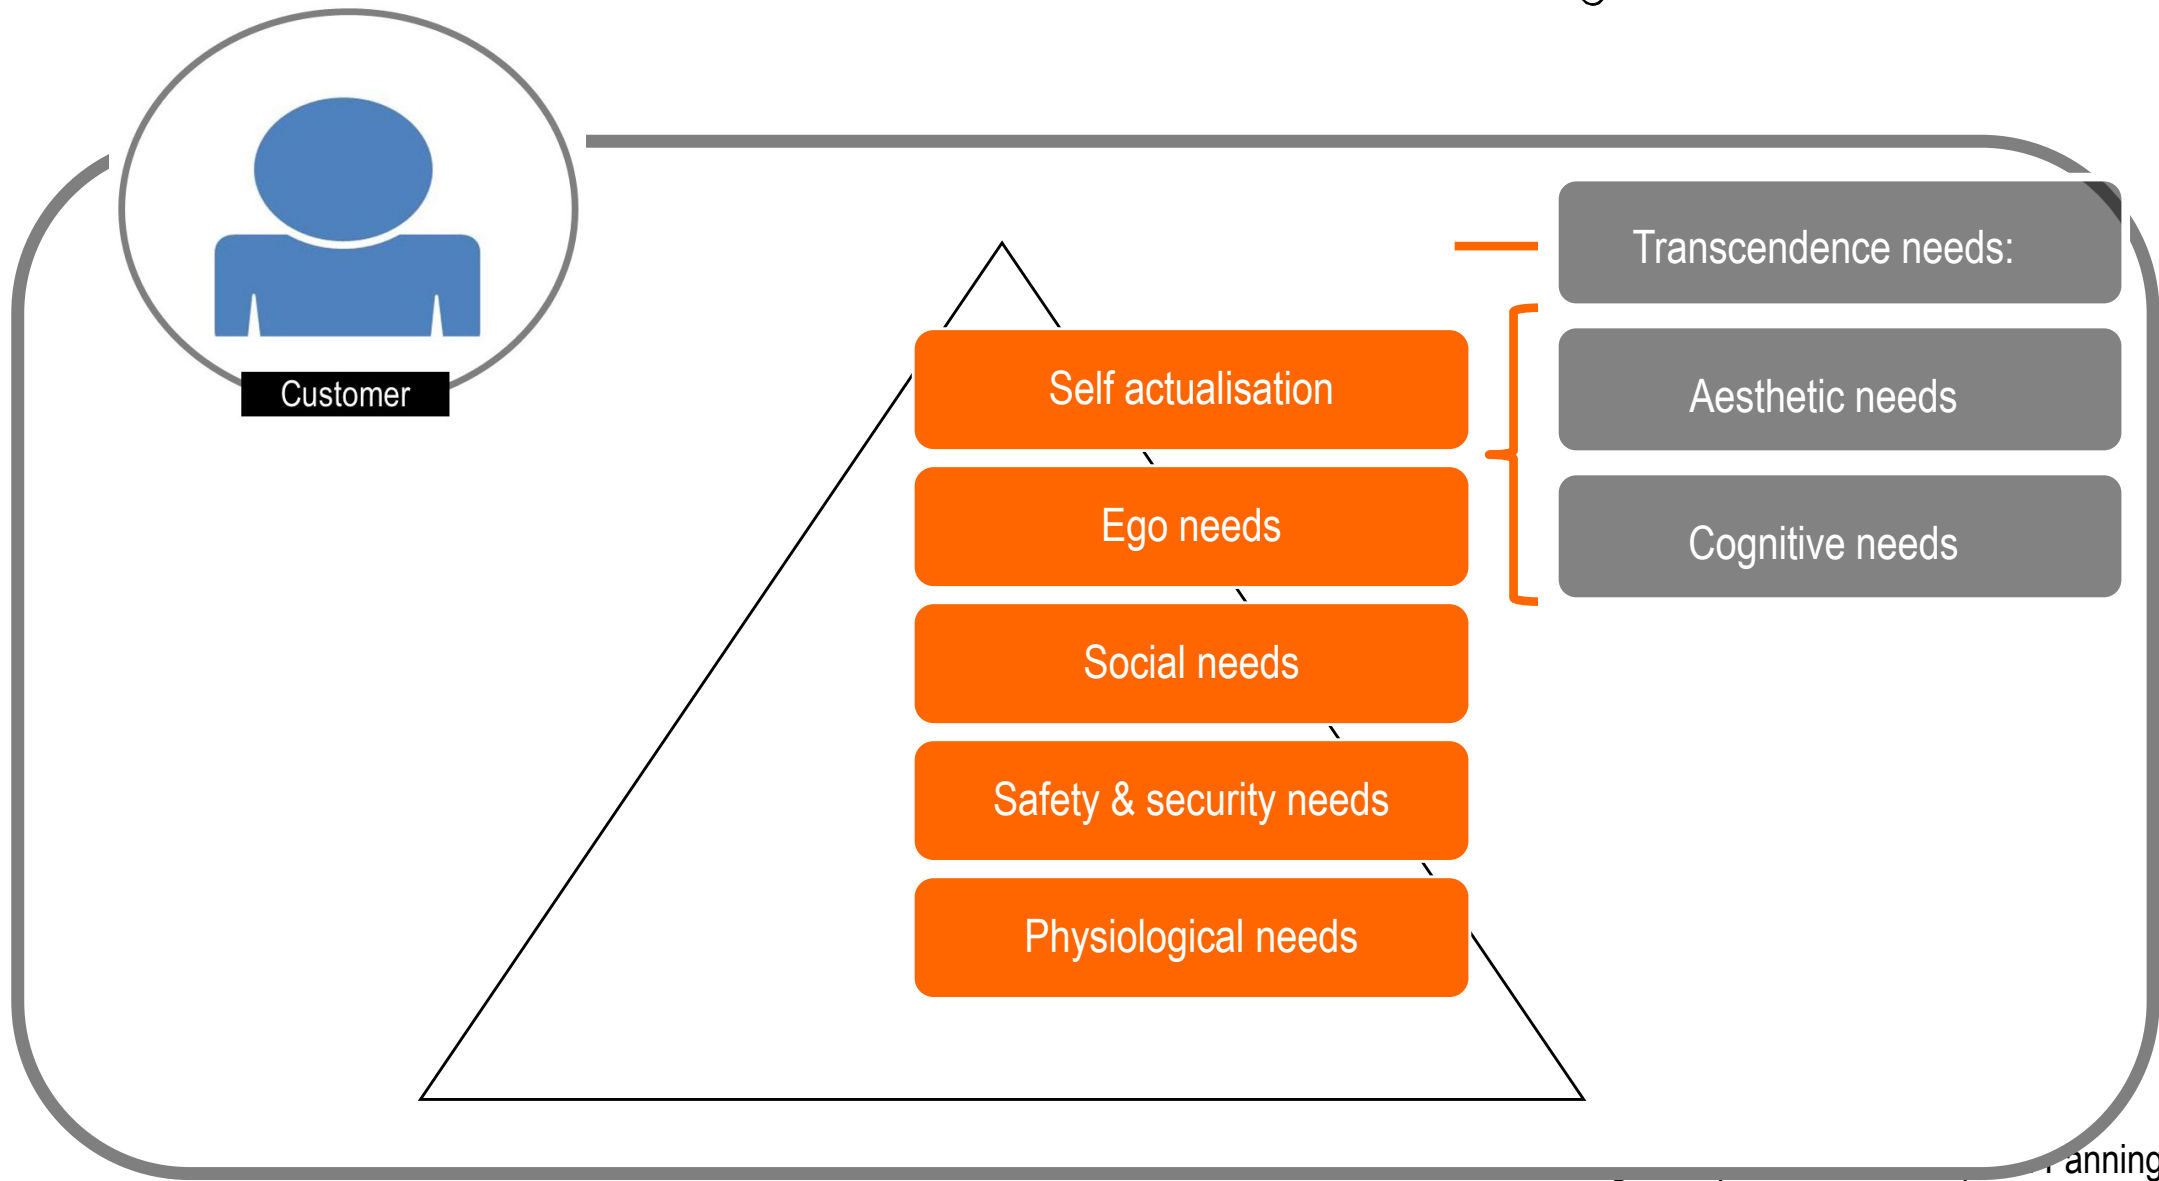 Customer
Transcendence needs:
Self actualisation
Aesthetic needs
Ego needs
Cognitive needs
Social needs
Safety & security needs
Physiological needs